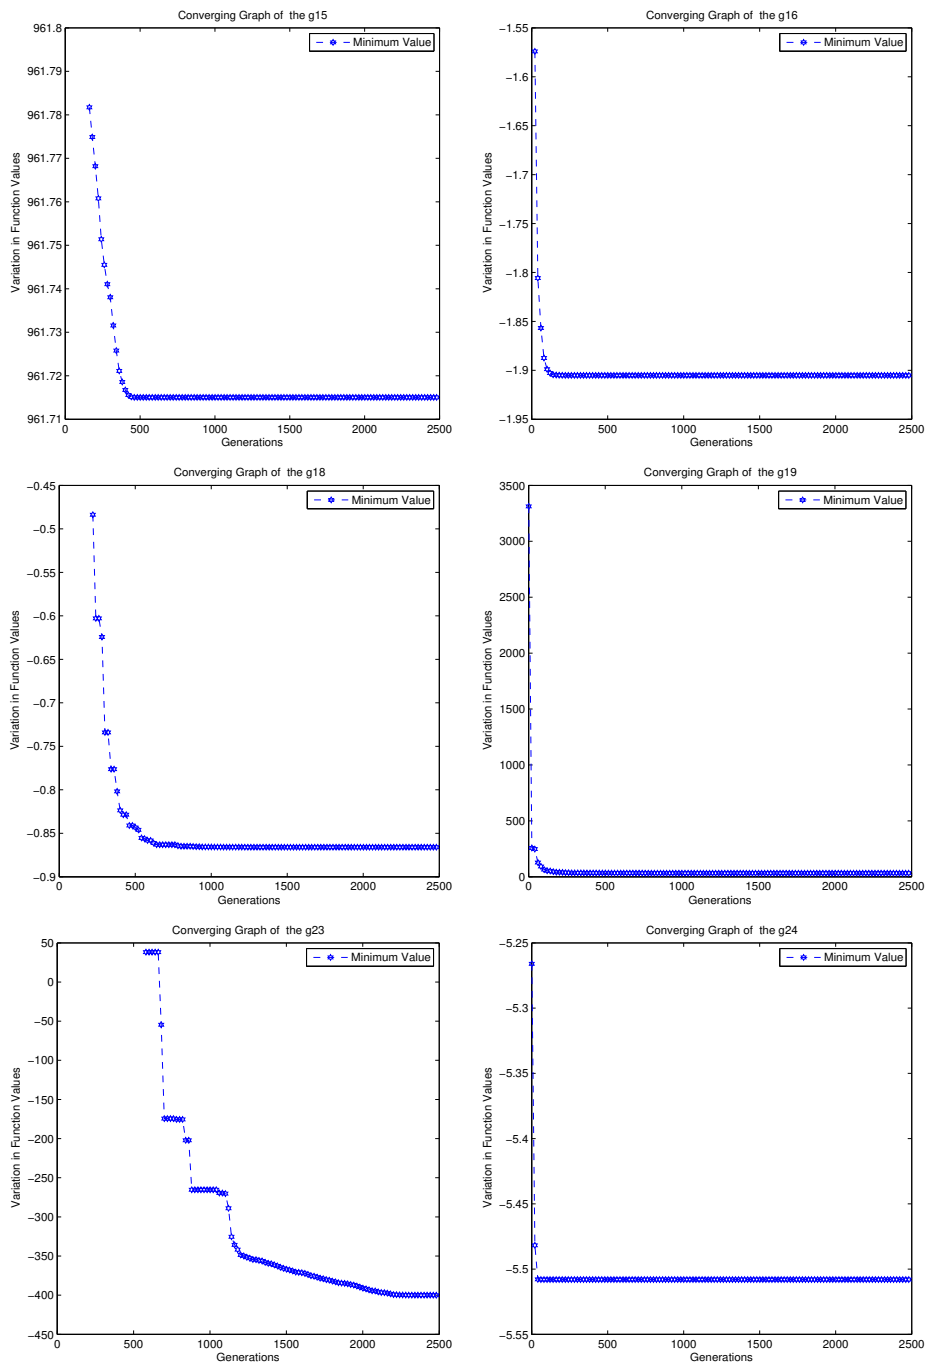 Converging Graph of the g15
961.8
961.79
961.78
961.77
961.76
961.75
961.74
961.73
961.72
961.71
Variation in Function Values
0 500 1000 1500 2000 2500
Generations
Minimum Value
Converging Graph of the g16
−1.55
−1.6
−1.65
−1.7
−1.75
−1.8
−1.85
−1.9
−1.95
Variation in Function Values
0 500 1000 1500 2000 2500
Generations
Minimum Value
Converging Graph of the g18
−0.45
−0.5
−0.55
−0.6
−0.65
−0.7
−0.75
−0.8
−0.85
−0.9
Variation in Function Values
0 500 1000 1500 2000 2500
Generations
Minimum Value
Converging Graph of the g19
3500
3000
2500
2000
1500
1000
500
0
Variation in Function Values
0 500 1000 1500 2000 2500
Generations
Minimum Value
Converging Graph of the g23
50
0
−50
−100
−150
−200
−250
−300
−350
−400
−450
Variation in Function Values
0 500 1000 1500 2000 2500
Generations
Minimum Value
Converging Graph of the g24
−5.25
−5.3
−5.35
−5.4
−5.45
−5.5
−5.55
Variation in Function Values
0 500 1000 1500 2000 2500
Generations
Minimum Value